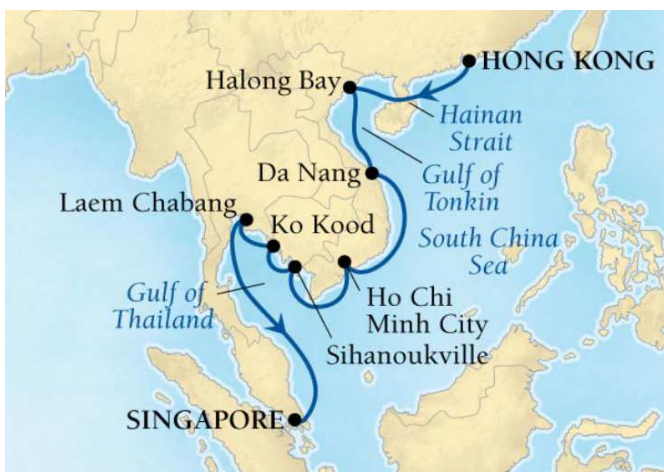 HONG KONG
Halong Bay
Hainan
Strait
Da Nang
Gulf of
Tonkin
Laem Chabang
Ko Kood
South China
Sea
Gulf of
Thailand
Ho Chi
Minh City
Sihanoukville
SINGAPORE